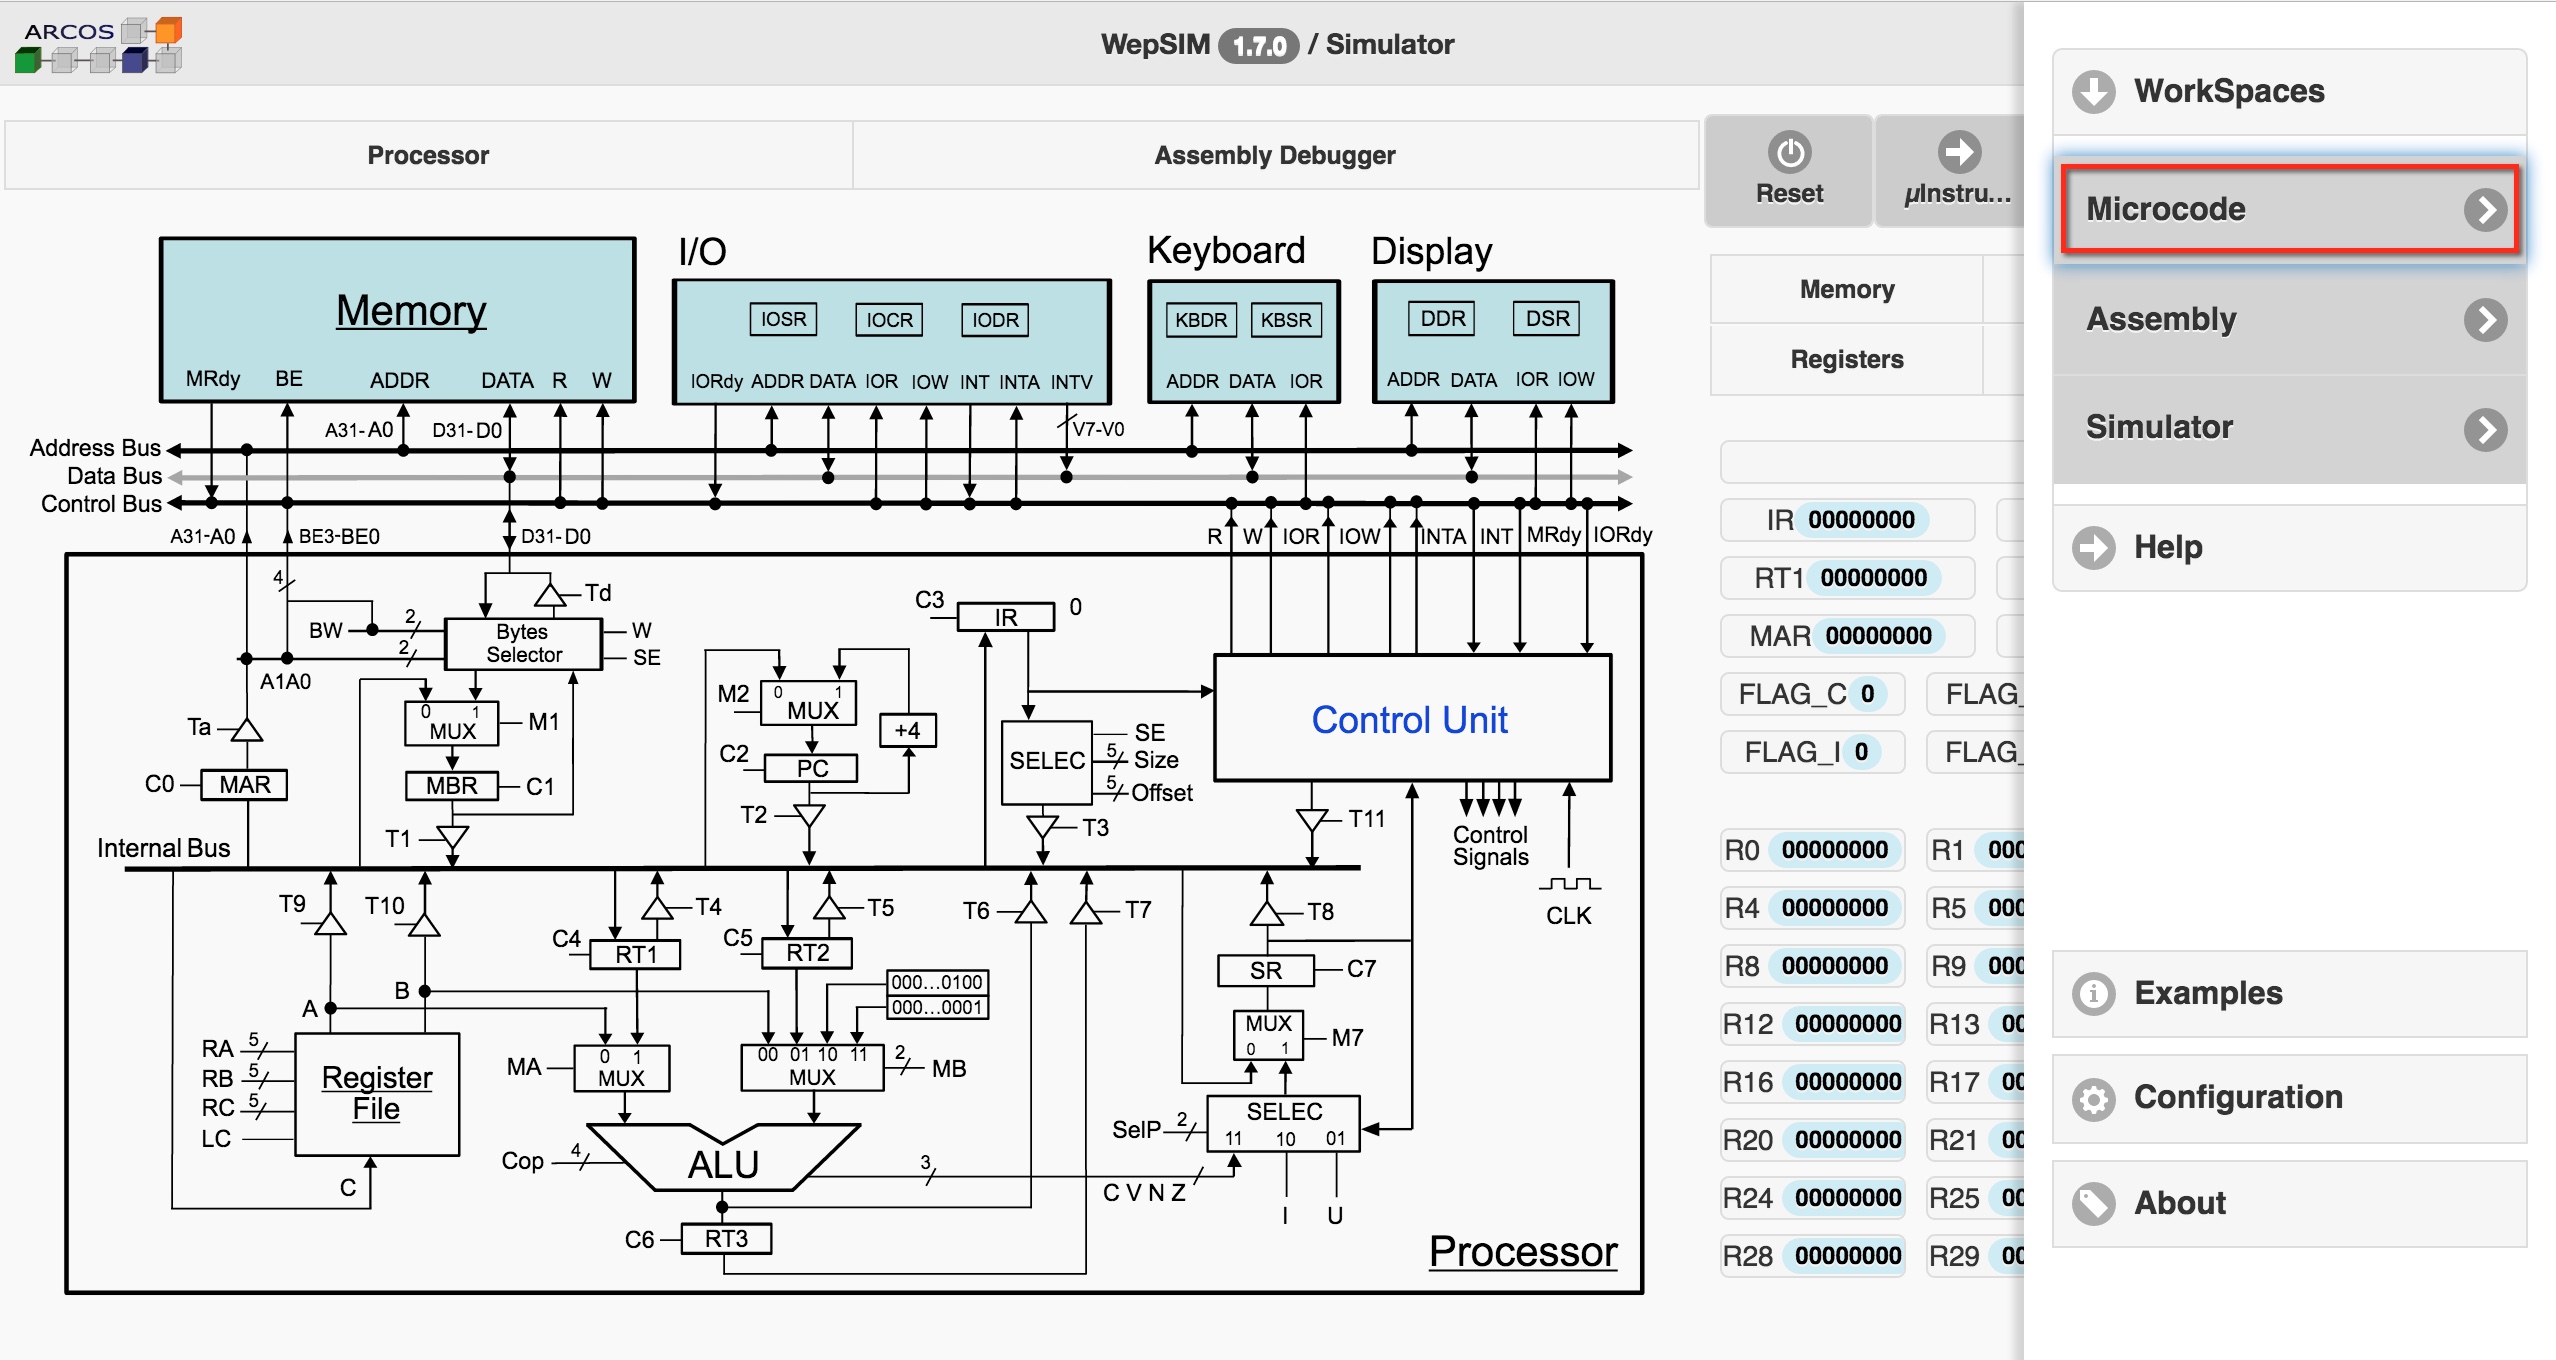 ARCOS
WepSIM 1.7.0 / Simulator
Processor
Assembly Debugger
Reset
µInstru...
Memory
Registers
WorkSpaces
Microcode
Assembly
Simulator
Help
Examples
Configuration
About
Memory
MRdy BE ADDR DATA R W
I/O
IOSR IOCR IODR
IORdy ADDR DATA IOR IOW INT INTA INTV
Keyboard
KBDR KBSR
ADDR DATA IOR
Display
DDR DSR
ADDR DATA IOR IOW
A31-A0 D31-D0 V7-V0
Address Bus
Data Bus
Control Bus
A31-A0 BE3-BE0 D31-D0
R W IOR IOW INTA INT MRdy IORdy
4
Td
BW 2
2
Bytes
Selector
W
SE
A1A0
Ta
0 1
MUX
M1
C0 MAR
MBR C1
T1
M2
0 1
MUX
+4
C2 PC
T2
C3 IR 0
SELEC
SE
5 Size
5 Offset
T3
Control Unit
T11
Control
Signals
CLK
Internal Bus
T9 T10 T4 T5 T6 T7 T8
C4 RT1
C5 RT2
000...0100
000...0001
SR C7
MUX
0 1
M7
A B
RA 5
RB 5
RC 5
LC
Register
File
C
MA
0 1
MUX
00 01 10 11
MUX
2 MB
SelP 2
SELEC
11 10 01
Cop 4
ALU
3
C V N Z
I U
C6 RT3
Processor
IR 00000000
RT1 00000000
MAR 00000000
FLAG_C 0 FLAG_
FLAG_I 0 FLAG_
R0 00000000 R1 000
R4 00000000 R5 000
R8 00000000 R9 000
R12 00000000 R13 00
R16 00000000 R17 00
R20 00000000 R21 00
R24 00000000 R25 00
R28 00000000 R29 00